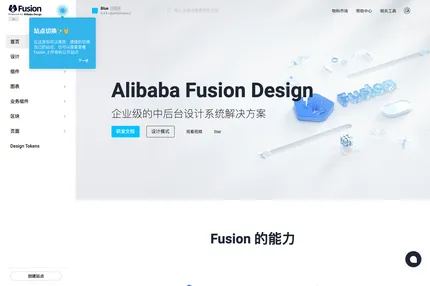 Fusion
Blue
物料市场
帮助中心
相关工具
站点切换
下一步
首页
设计
组件
图表
业务组件
区块
页面
Design Tokens
Alibaba Fusion Design
企业级的中后台设计系统解决方案
研发文档
设计模式
观看视频
Star
Fusion 的能力
创建站点